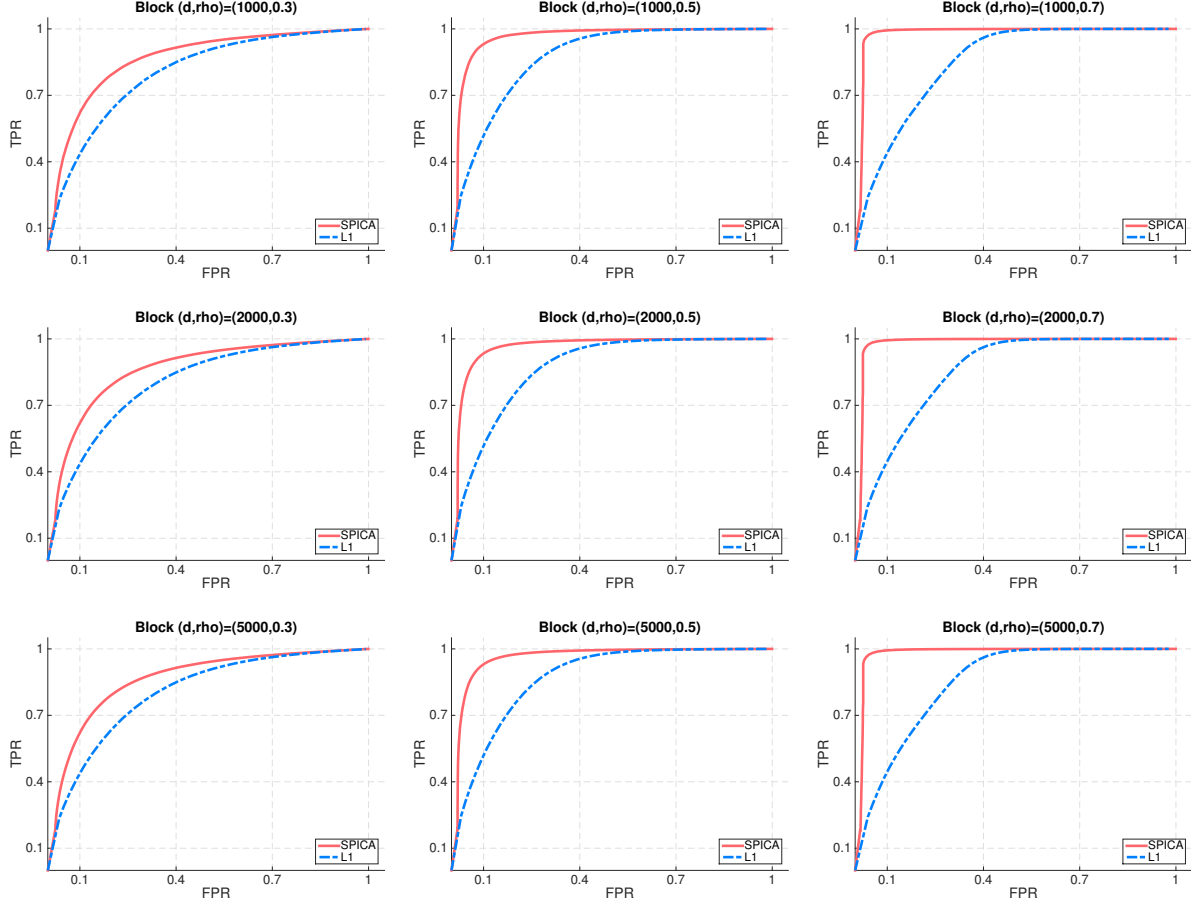 Block (d,rho)=(1000,0.3)
1
0.7
0.4
0.1
TPR
0.1 0.4 0.7 1
FPR
SPICA
L1
Block (d,rho)=(1000,0.5)
1
0.7
0.4
0.1
TPR
0.1 0.4 0.7 1
FPR
SPICA
L1
Block (d,rho)=(1000,0.7)
1
0.7
0.4
0.1
TPR
0.1 0.4 0.7 1
FPR
SPICA
L1
Block (d,rho)=(2000,0.3)
1
0.7
0.4
0.1
TPR
0.1 0.4 0.7 1
FPR
SPICA
L1
Block (d,rho)=(2000,0.5)
1
0.7
0.4
0.1
TPR
0.1 0.4 0.7 1
FPR
SPICA
L1
Block (d,rho)=(2000,0.7)
1
0.7
0.4
0.1
TPR
0.1 0.4 0.7 1
FPR
SPICA
L1
Block (d,rho)=(5000,0.3)
1
0.7
0.4
0.1
TPR
0.1 0.4 0.7 1
FPR
SPICA
L1
Block (d,rho)=(5000,0.5)
1
0.7
0.4
0.1
TPR
0.1 0.4 0.7 1
FPR
SPICA
L1
Block (d,rho)=(5000,0.7)
1
0.7
0.4
0.1
TPR
0.1 0.4 0.7 1
FPR
SPICA
L1